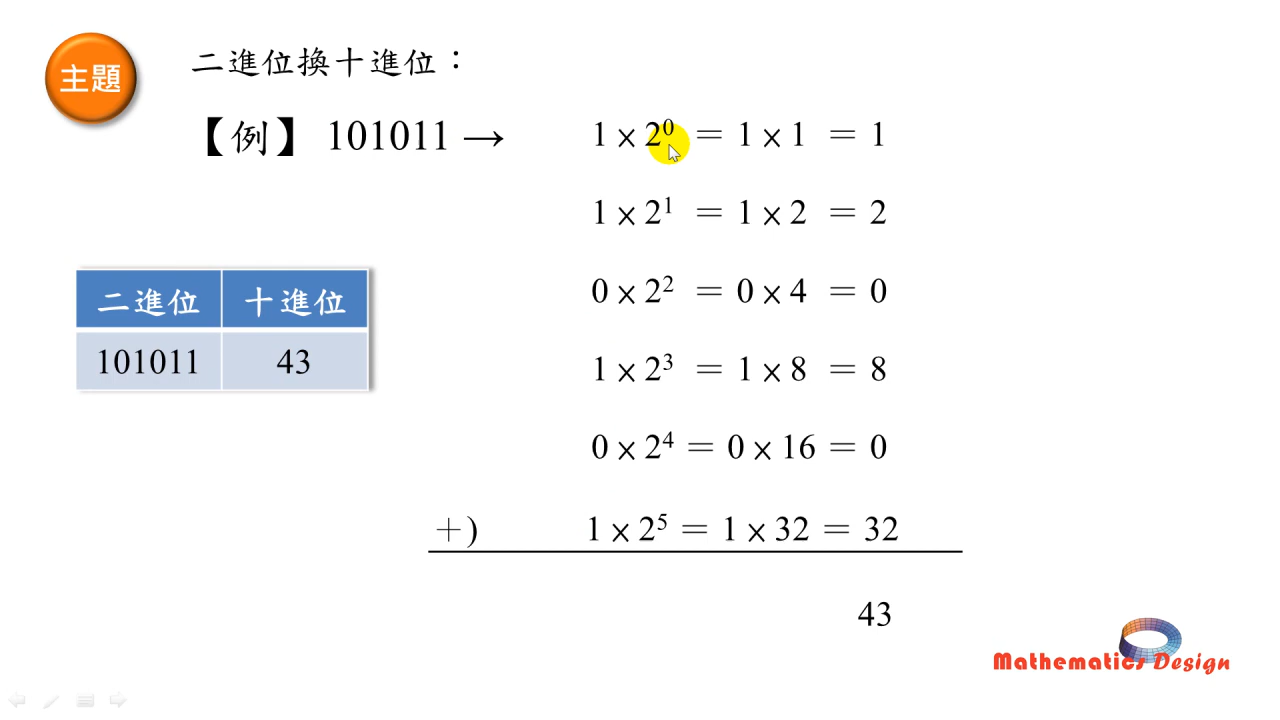 主題
二進位換十進位：
【例】 101011 → 1 × 2⁰ = 1 × 1 = 1
1 × 2¹ = 1 × 2 = 2
0 × 2² = 0 × 4 = 0
1 × 2³ = 1 × 8 = 8
0 × 2⁴ = 0 × 16 = 0
+) 1 × 2⁵ = 1 × 32 = 32
43
二進位 十進位
101011 43
Mathematics Design